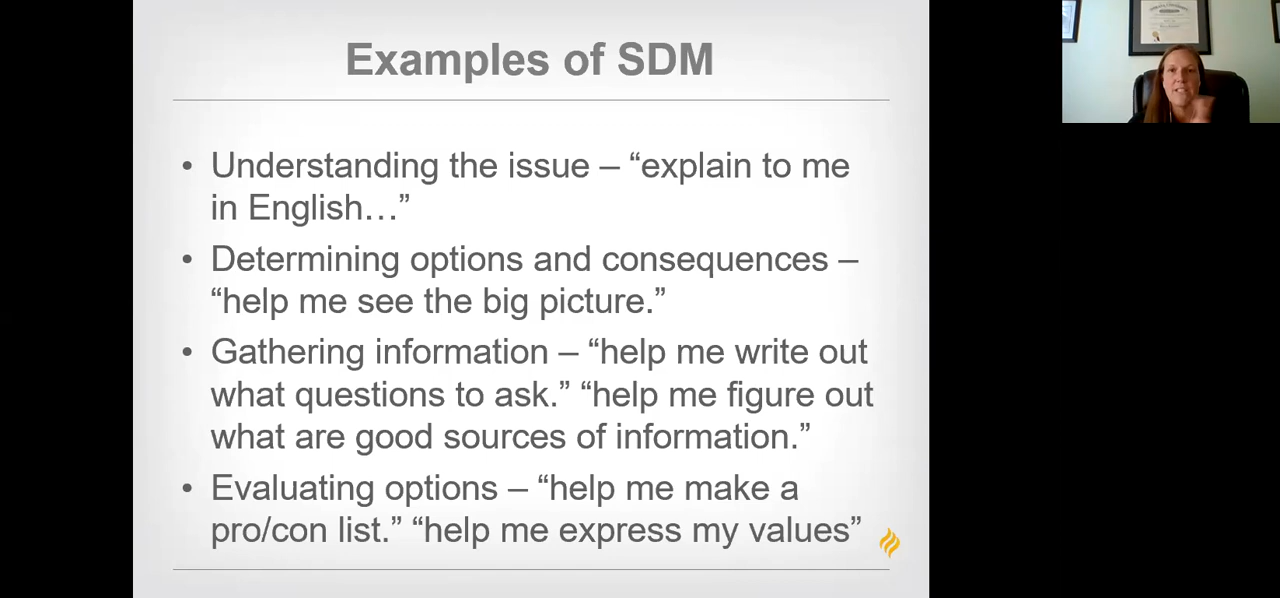 Examples of SDM
• Understanding the issue – “explain to me
in English…”
• Determining options and consequences –
“help me see the big picture.”
• Gathering information – “help me write out
what questions to ask.” “help me figure out
what are good sources of information.”
• Evaluating options – “help me make a
pro/con list.” “help me express my values”